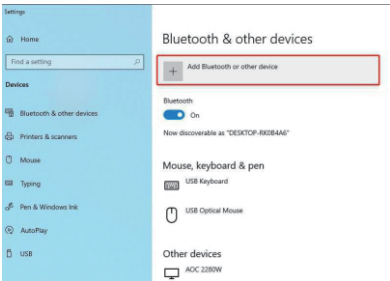 Settings
Home
Find a setting
Devices
Bluetooth & other devices
Printers & scanners
Mouse
Typing
Pen & Windows Ink
AutoPlay
USB
Bluetooth & other devices
Add Bluetooth or other device
Bluetooth
On
Now discoverable as "DESKTOP-RK0B4A6"
Mouse, keyboard & pen
USB Keyboard
USB Optical Mouse
Other devices
AOC 2280W